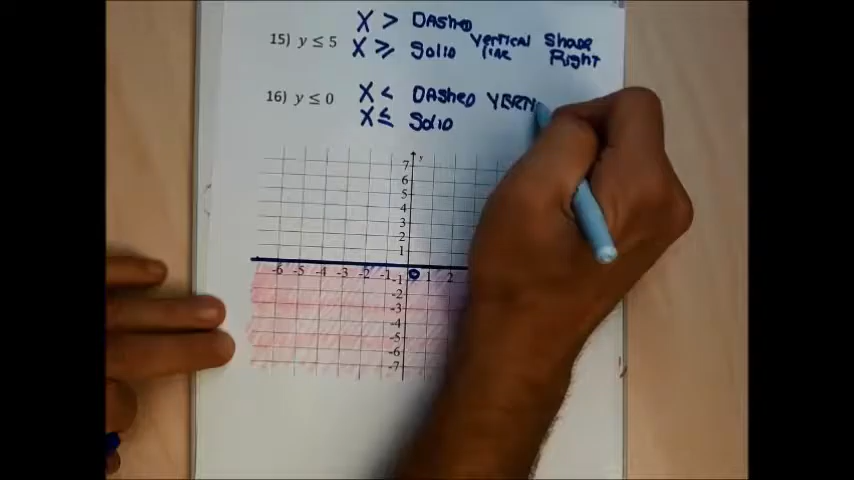 X > DASHED
15) y ≤ 5 X ≥ Solid Vertical line Shade Right
16) y ≤ 0 X < DASHED VERTI
X ≤ Solid
y
7
6
5
4
3
2
1
-6 -5 -4 -3 -2 -1 0 1 2
-1
-2
-3
-4
-5
-6
-7